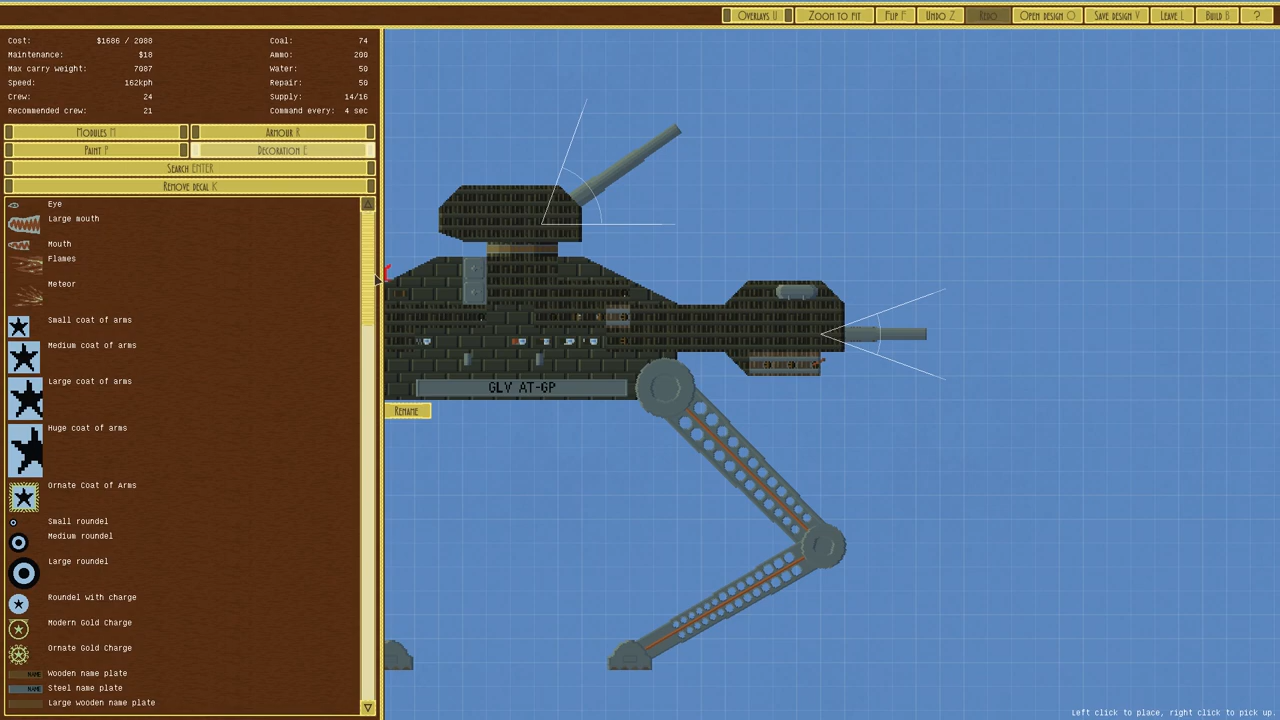 Overlays U
Zoom to fit
Flip F
Undo Z
Redo
Open design O
Save design V
Leave L
Build B
?
Cost: $1686 / 2088
Coal: 74
Maintenance: $18
Ammo: 200
Max carry weight: 7087
Water: 50
Speed: 162kph
Repair: 50
Crew: 24
Supply: 14/16
Recommended crew: 21
Command every: 4 sec
Modules M
Armour R
Paint P
Decoration E
Search ENTER
Remove decal K
Eye
Large mouth
Mouth
Flames
Meteor
Small coat of arms
Medium coat of arms
Large coat of arms
Huge coat of arms
Ornate Coat of Arms
Small roundel
Medium roundel
Large roundel
Roundel with charge
Modern Gold Charge
Ornate Gold Charge
NAME Wooden name plate
NAME Steel name plate
Large wooden name plate
GLV AT-GP
Rename
Left click to place, right click to pick up.